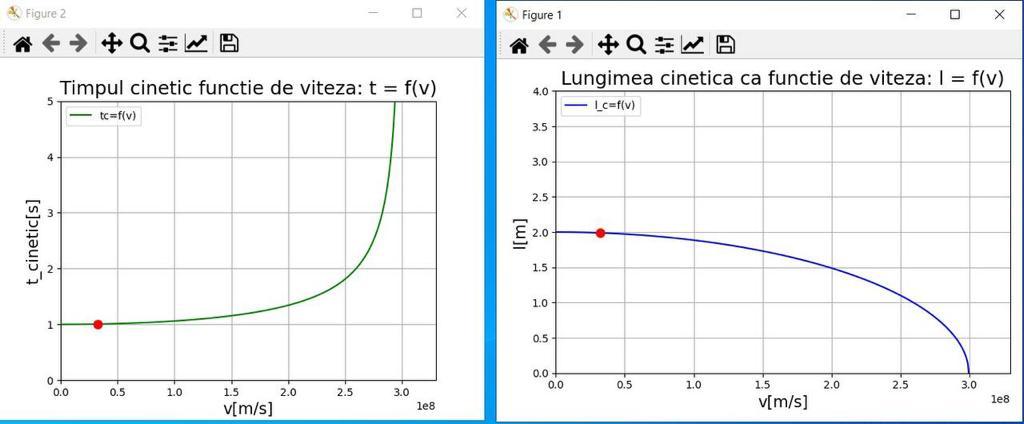 Figure 2
Timpul cinetic functie de viteza: t = f(v)
tc=f(v)
5
4
3
2
1
0
t_cinetic[s]
0.0 0.5 1.0 1.5 2.0 2.5 3.0
1e8
v[m/s]
Figure 1
Lungimea cinetica ca functie de viteza: l = f(v)
l_c=f(v)
4.0
3.5
3.0
2.5
2.0
1.5
1.0
0.5
0.0
l[m]
0.0 0.5 1.0 1.5 2.0 2.5 3.0
1e8
v[m/s]